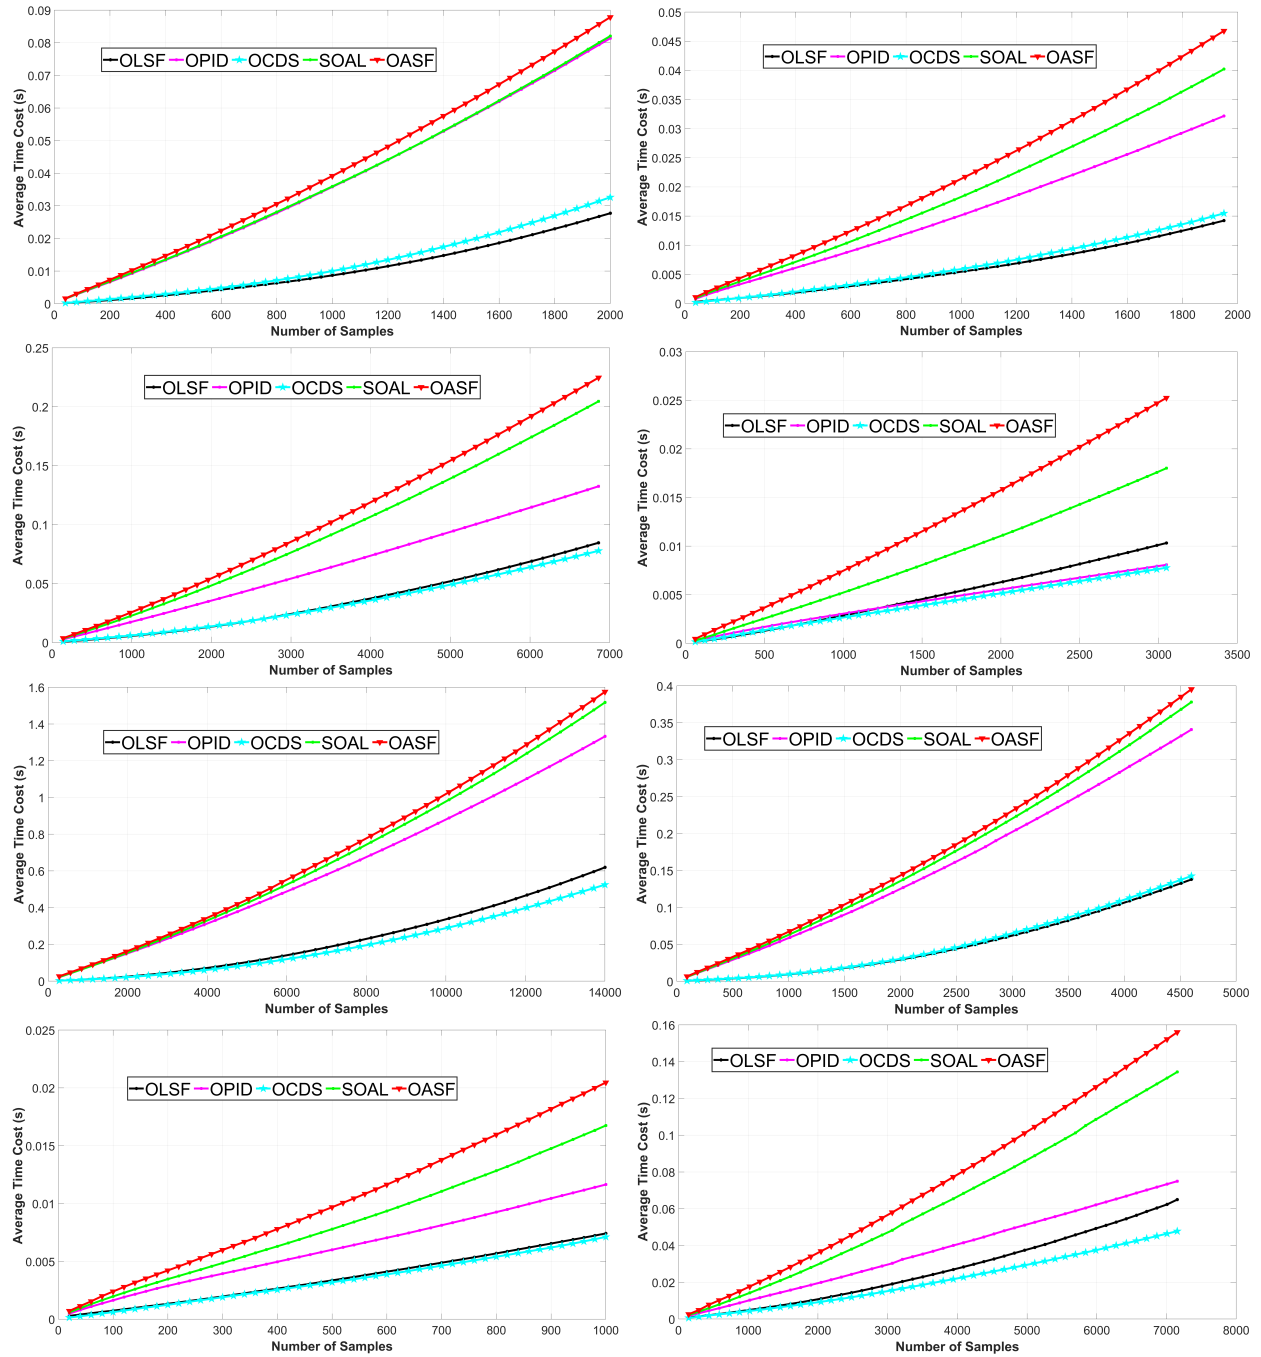 0.09
0.08
0.07
0.06
0.05
0.04
0.03
0.02
0.01
0
Average Time Cost (s)
OLSF OPID OCDS SOAL OASF
0 200 400 600 800 1000 1200 1400 1600 1800 2000
Number of Samples
0.05
0.045
0.04
0.035
0.03
0.025
0.02
0.015
0.01
0.005
0
Average Time Cost (s)
OLSF OPID OCDS SOAL OASF
0 200 400 600 800 1000 1200 1400 1600 1800 2000
Number of Samples
0.25
0.2
0.15
0.1
0.05
0
Average Time Cost (s)
OLSF OPID OCDS SOAL OASF
0 1000 2000 3000 4000 5000 6000 7000
Number of Samples
0.03
0.025
0.02
0.015
0.01
0.005
0
Average Time Cost (s)
OLSF OPID OCDS SOAL OASF
0 500 1000 1500 2000 2500 3000 3500
Number of Samples
1.6
1.4
1.2
1
0.8
0.6
0.4
0.2
0
Average Time Cost (s)
OLSF OPID OCDS SOAL OASF
0 2000 4000 6000 8000 10000 12000 14000
Number of Samples
0.4
0.35
0.3
0.25
0.2
0.15
0.1
0.05
0
Average Time Cost (s)
OLSF OPID OCDS SOAL OASF
0 500 1000 1500 2000 2500 3000 3500 4000 4500 5000
Number of Samples
0.025
0.02
0.015
0.01
0.005
0
Average Time Cost (s)
OLSF OPID OCDS SOAL OASF
0 100 200 300 400 500 600 700 800 900 1000
Number of Samples
0.16
0.14
0.12
0.1
0.08
0.06
0.04
0.02
0
Average Time Cost (s)
OLSF OPID OCDS SOAL OASF
0 1000 2000 3000 4000 5000 6000 7000 8000
Number of Samples